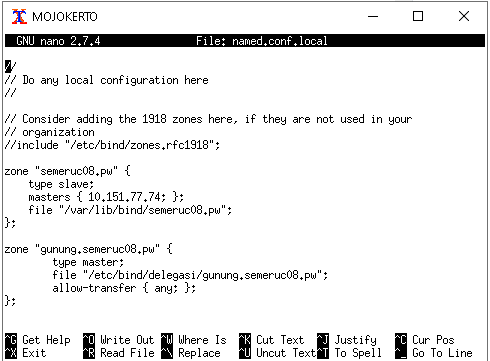 MOJOKERTO
GNU nano 2.7.4 File: named.conf.local
//
// Do any local configuration here
//
// Consider adding the 1918 zones here, if they are not used in your
// organization
//include "/etc/bind/zones.rfc1918";
zone "semeruc08.pw" {
    type slave;
    masters { 10.151.77.74; };
    file "/var/lib/bind/semeruc08.pw";
};
zone "gunung.semeruc08.pw" {
        type master;
        file "/etc/bind/delegasi/gunung.semeruc08.pw";
        allow-transfer { any; };
};
^G Get Help ^O Write Out ^W Where Is ^K Cut Text ^J Justify ^C Cur Pos
^X Exit ^R Read File ^\ Replace ^U Uncut Text ^T To Spell ^_ Go To Line